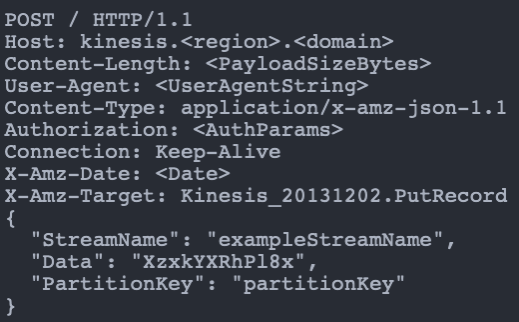 POST / HTTP/1.1
Host: kinesis.<region>.<domain>
Content-Length: <PayloadSizeBytes>
User-Agent: <UserAgentString>
Content-Type: application/x-amz-json-1.1
Authorization: <AuthParams>
Connection: Keep-Alive
X-Amz-Date: <Date>
X-Amz-Target: Kinesis_20131202.PutRecord
{
  "StreamName": "exampleStreamName",
  "Data": "XzxkYXRhPl8x",
  "PartitionKey": "partitionKey"
}